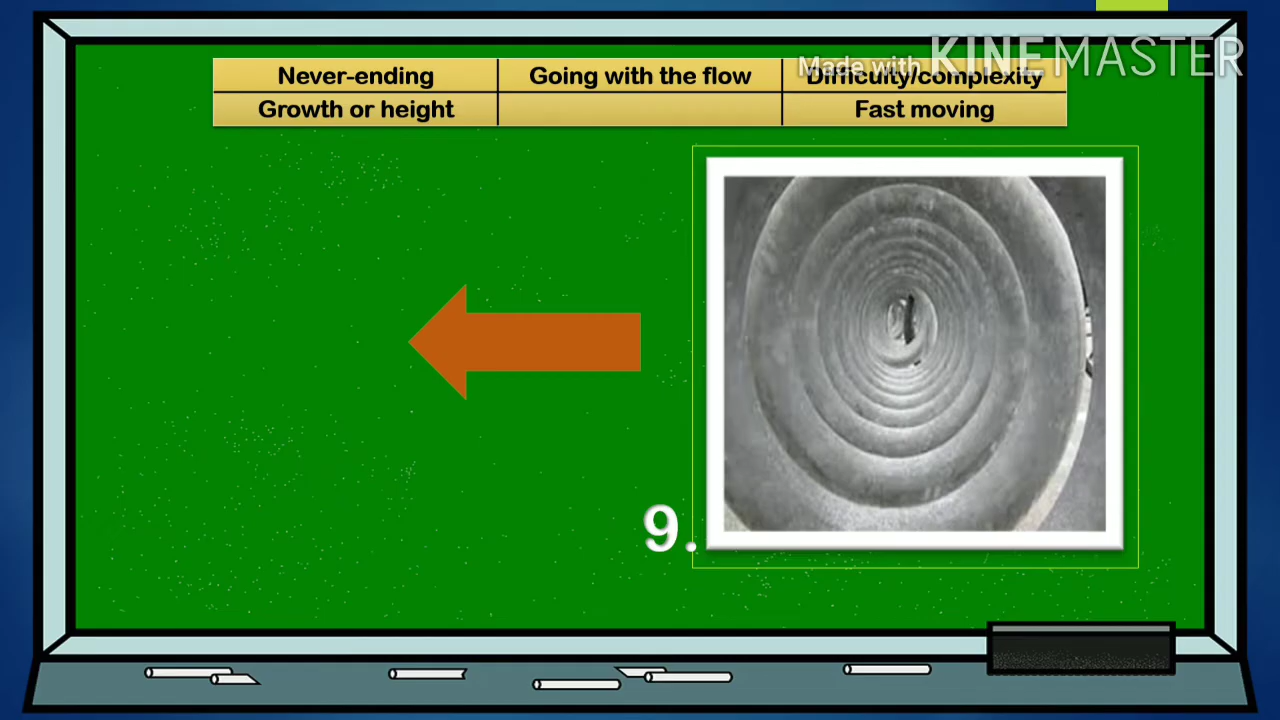 Made with KINEMASTER
Never-ending Going with the flow Difficulty/complexity
Growth or height Fast moving
9.